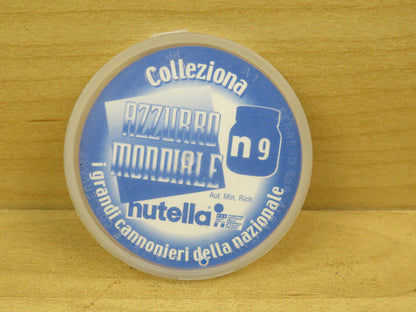 Colleziona
AZZURRO
MONDIALE
n 9
Aut. Min. Rich.
nutella
i grandi cannonieri della nazionale